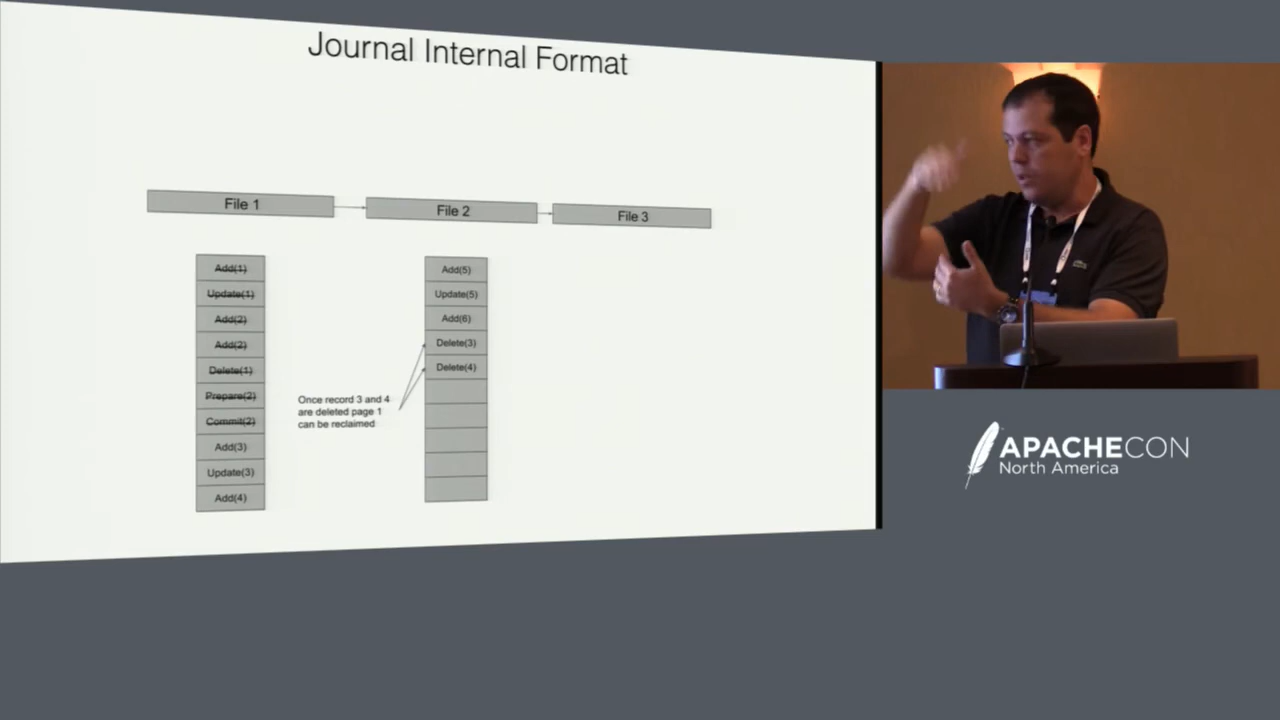 Journal Internal Format
File 1
File 2
File 3
Add(1)
Update(1)
Add(2)
Add(2)
Delete(1)
Prepare(2)
Commit(2)
Add(3)
Update(3)
Add(4)
Once record 3 and 4
are deleted page 1
can be reclaimed
Add(5)
Update(5)
Add(6)
Delete(3)
Delete(4)
APACHECON
North America